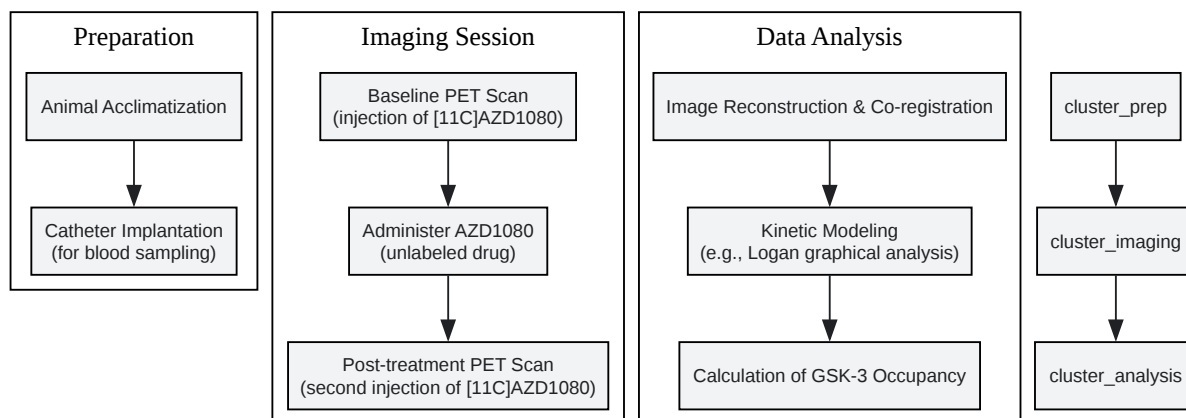 Preparation
Animal Acclimatization
Catheter Implantation
(for blood sampling)
Imaging Session
Baseline PET Scan
(injection of [11C]AZD1080)
Administer AZD1080
(unlabeled drug)
Post-treatment PET Scan
(second injection of [11C]AZD1080)
Data Analysis
Image Reconstruction & Co-registration
Kinetic Modeling
(e.g., Logan graphical analysis)
Calculation of GSK-3 Occupancy
cluster_prep
cluster_imaging
cluster_analysis